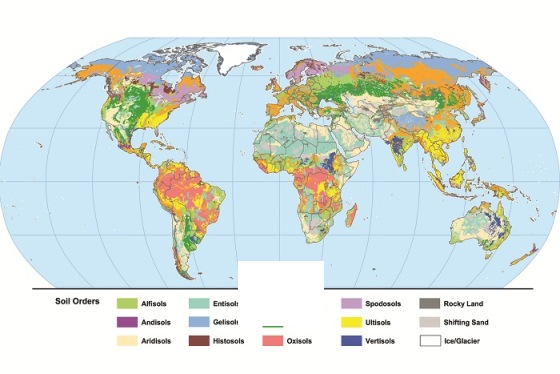 Soil Orders Alfisols Entisols Spodosols Rocky Land
Andisols Gelisols Ultisols Shifting Sand
Aridisols Histosols Oxisols Vertisols Ice/Glacier